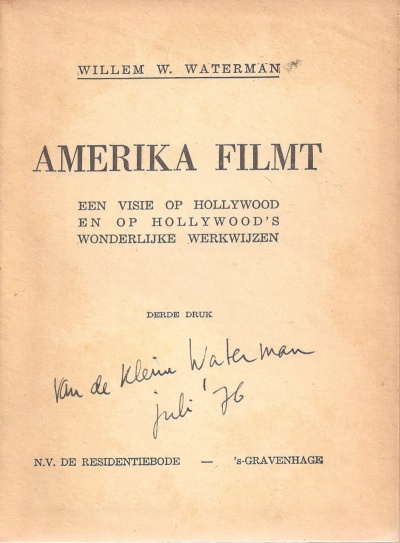 WILLEM W. WATERMAN
AMERIKA FILMT
EEN VISIE OP HOLLYWOOD
EN OP HOLLYWOOD'S
WONDERLIJKE WERKWIJZEN
DERDE DRUK
van de kleine Waterman
juli '76
N.V. DE RESIDENTIEBODE — 's-GRAVENHAGE